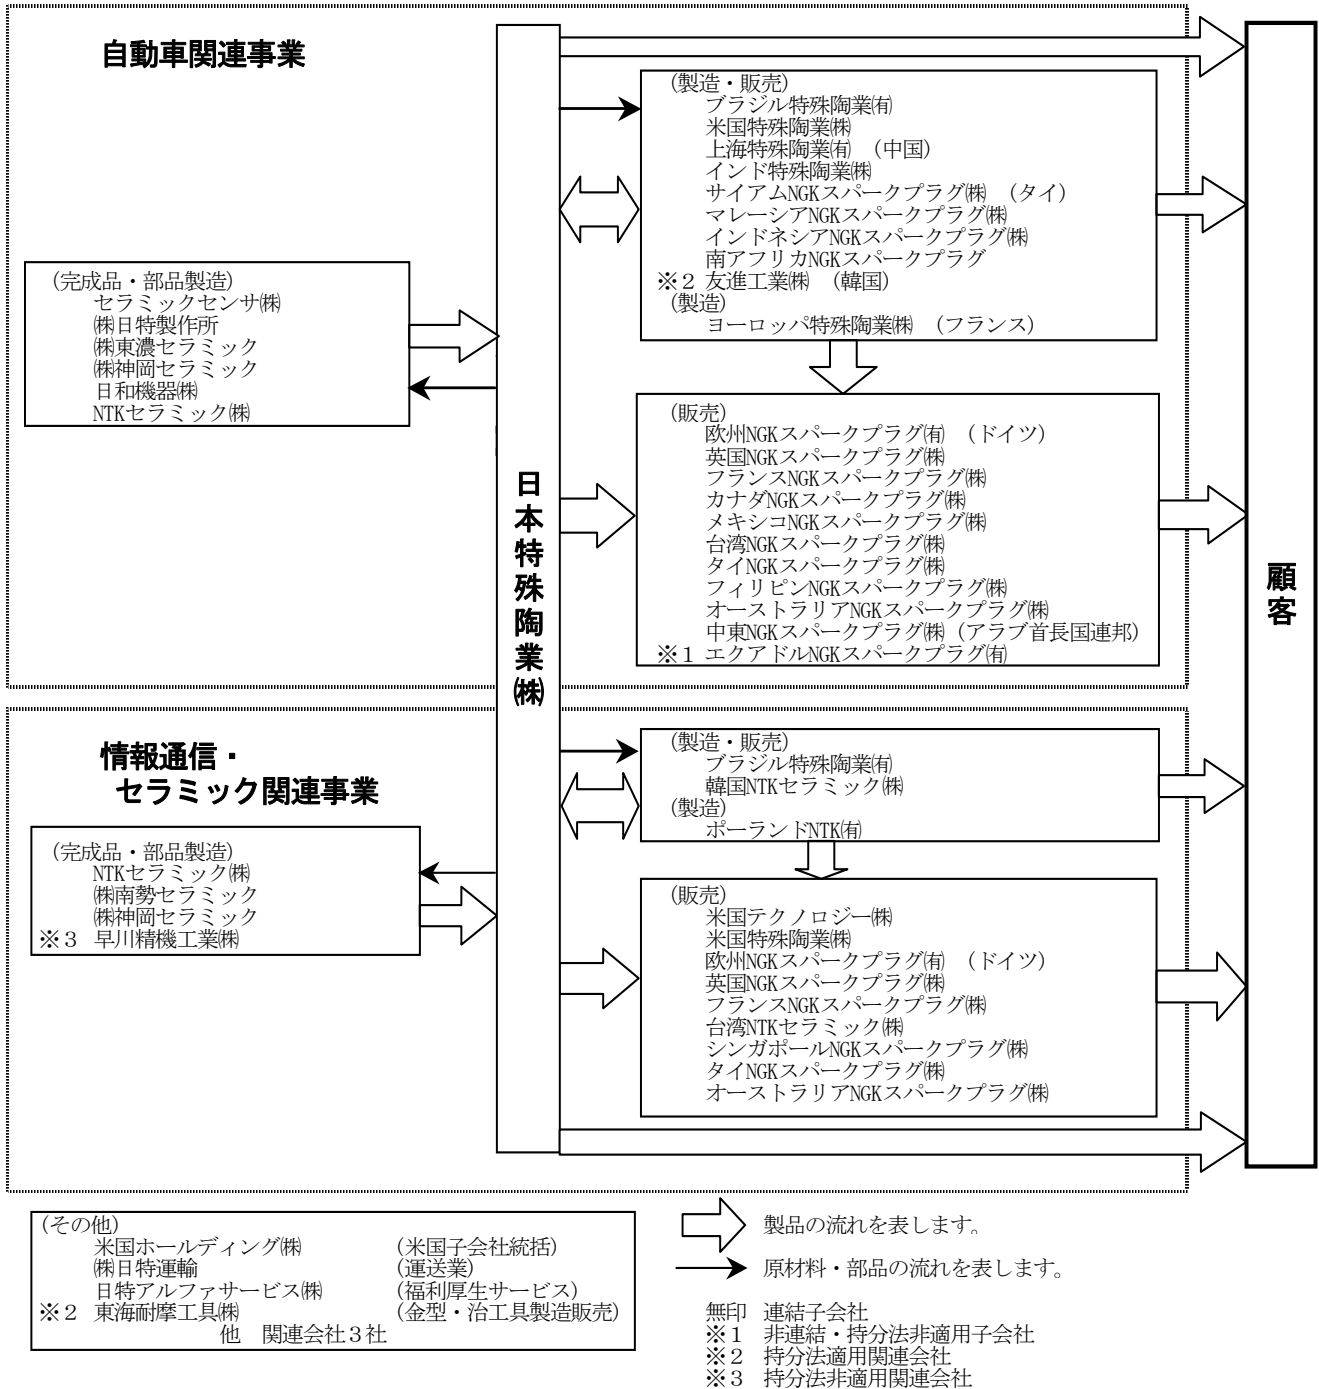 自動車関連事業
(製造・販売)
ブラジル特殊陶業㈲
米国特殊陶業㈱
上海特殊陶業㈲ (中国)
インド特殊陶業㈱
サイアムNGKスパークプラグ㈱ (タイ)
マレーシアNGKスパークプラグ㈱
インドネシアNGKスパークプラグ㈱
南アフリカNGKスパークプラグ
※2 友進工業㈱ (韓国)
(製造)
ヨーロッパ特殊陶業㈱ (フランス)
(完成品・部品製造)
セラミックセンサ㈱
㈱日特製作所
㈱東濃セラミック
㈱神岡セラミック
日和機器㈱
NTKセラミック㈱
(販売)
欧州NGKスパークプラグ㈲ (ドイツ)
英国NGKスパークプラグ㈱
フランスNGKスパークプラグ㈱
カナダNGKスパークプラグ㈱
メキシコNGKスパークプラグ㈱
台湾NGKスパークプラグ㈱
タイNGKスパークプラグ㈱
フィリピンNGKスパークプラグ㈱
オーストラリアNGKスパークプラグ㈱
中東NGKスパークプラグ㈱ (アラブ首長国連邦)
※1 エクアドルNGKスパークプラグ㈲
日本特殊陶業㈱
顧客
情報通信・
セラミック関連事業
(製造・販売)
ブラジル特殊陶業㈲
韓国NTKセラミック㈱
(製造)
ポーランドNTK㈲
(完成品・部品製造)
NTKセラミック㈱
㈱南勢セラミック
㈱神岡セラミック
※3 早川精機工業㈱
(販売)
米国テクノロジー㈱
米国特殊陶業㈱
欧州NGKスパークプラグ㈲ (ドイツ)
英国NGKスパークプラグ㈱
フランスNGKスパークプラグ㈱
台湾NTKセラミック㈱
シンガポールNGKスパークプラグ㈱
タイNGKスパークプラグ㈱
オーストラリアNGKスパークプラグ㈱
(その他)
米国ホールディング㈱ (米国子会社統括)
㈱日特運輸 (運送業)
日特アルファサービス㈱ (福利厚生サービス)
※2 東海耐摩工具㈱ (金型・治工具製造販売)
他 関連会社3社
製品の流れを表します。
原材料・部品の流れを表します。
無印 連結子会社
※1 非連結・持分法非適用子会社
※2 持分法適用関連会社
※3 持分法非適用関連会社